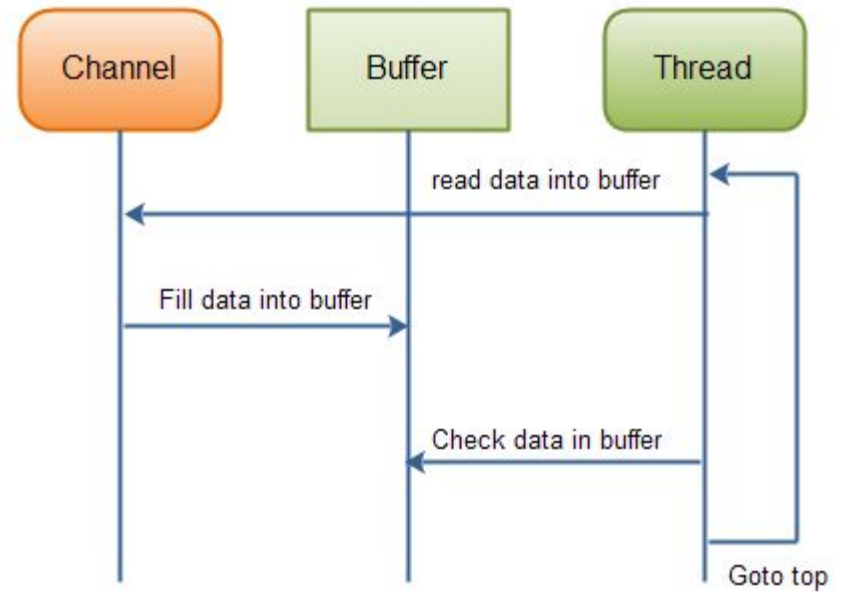 Channel
Buffer
Thread
read data into buffer
Fill data into buffer
Check data in buffer
Goto top